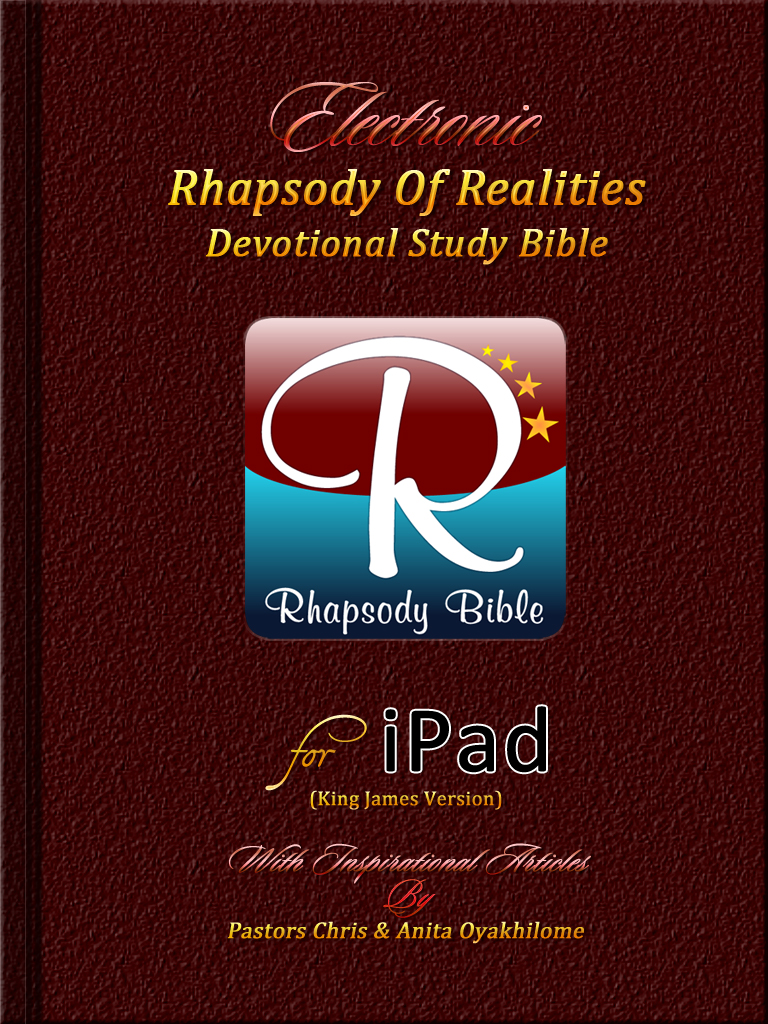 Electronic
Rhapsody Of Realities
Devotional Study Bible
R
Rhapsody Bible
for iPad
(King James Version)
With Inspirational Articles
By
Pastors Chris & Anita Oyakhilome